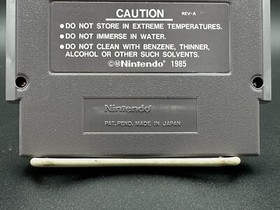 CAUTION
REV-A
•DO NOT STORE IN EXTREME TEMPERATURES.
•DO NOT IMMERSE IN WATER.
•DO NOT CLEAN WITH BENZENE, THINNER,
ALCOHOL OR OTHER SUCH SOLVENTS.
©ⓂNintendo® 1985
Nintendo®
PAT. PEND. MADE IN JAPAN